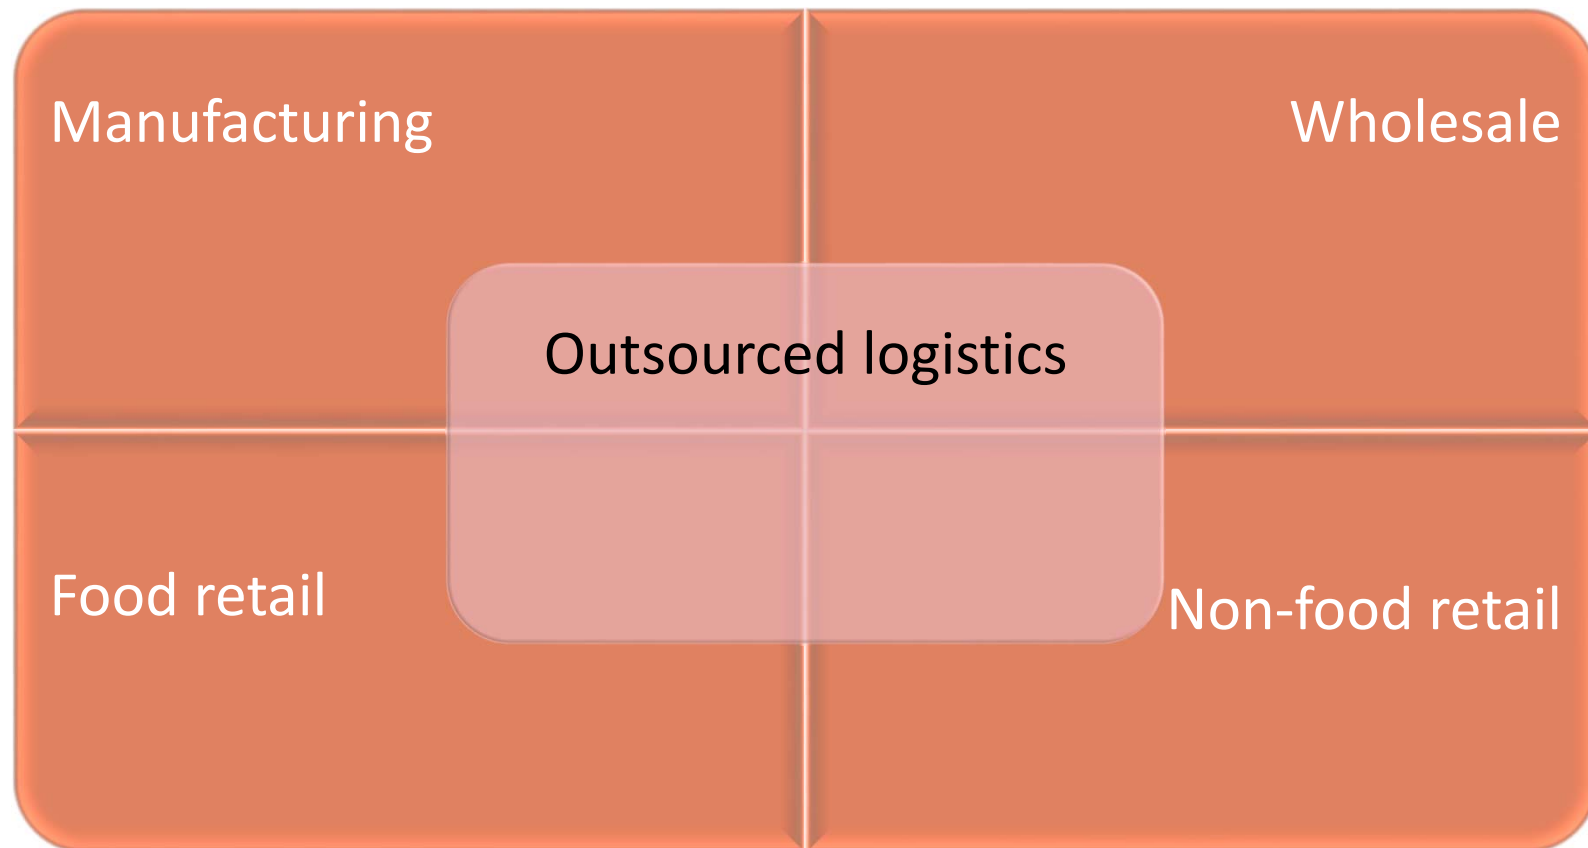 Manufacturing
Wholesale
Outsourced logistics
Food retail
Non-food retail